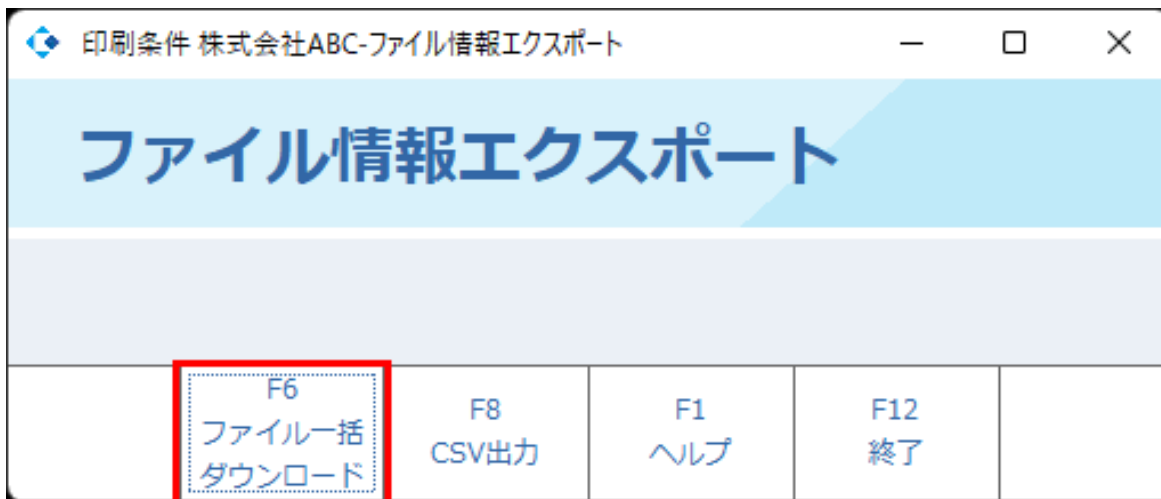 印刷条件 株式会社ABC-ファイル情報エクスポート
ファイル情報エクスポート
F6
ファイル一括
ダウンロード
F8
CSV出力
F1
ヘルプ
F12
終了